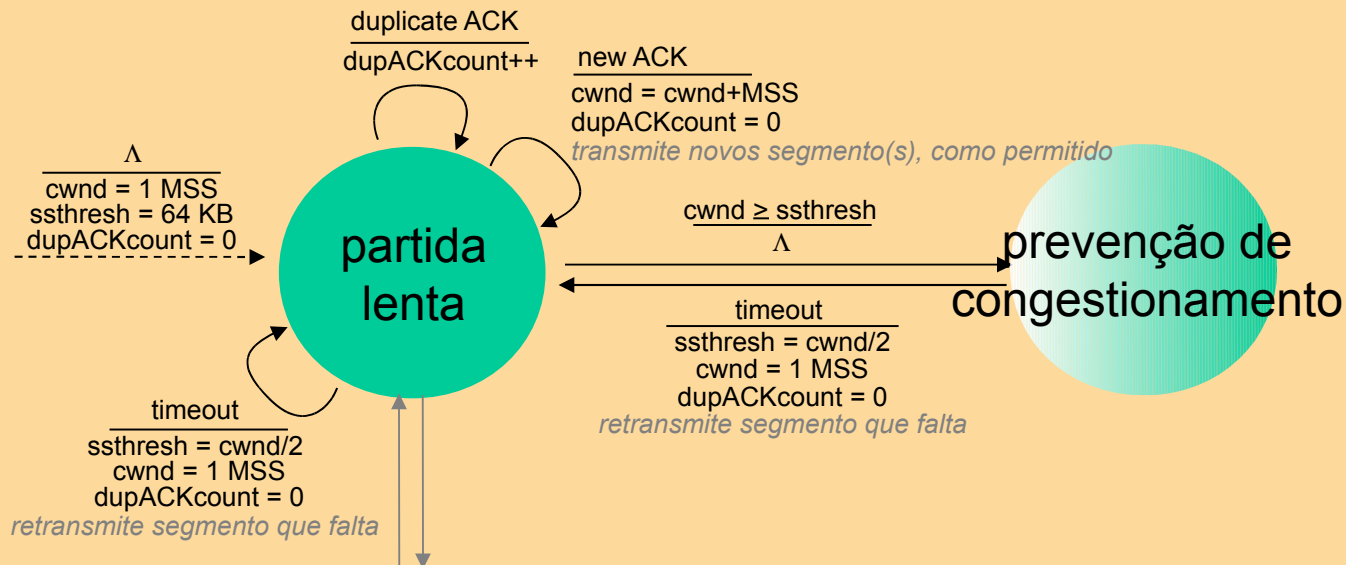 duplicate ACK
dupACKcount++
new ACK
cwnd = cwnd+MSS
dupACKcount = 0
transmite novos segmento(s), como permitido
Λ
cwnd = 1 MSS
ssthresh = 64 KB
dupACKcount = 0
partida
lenta
cwnd ≥ ssthresh
Λ
prevenção de
congestionamento
timeout
ssthresh = cwnd/2
cwnd = 1 MSS
dupACKcount = 0
retransmite segmento que falta
timeout
ssthresh = cwnd/2
cwnd = 1 MSS
dupACKcount = 0
retransmite segmento que falta